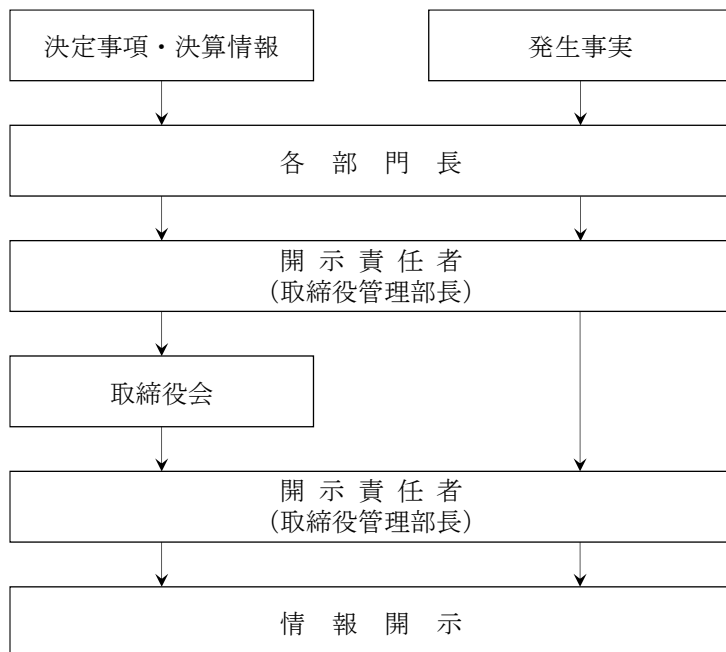 決定事項・決算情報
発生事実
各部門長
開示責任者
(取締役管理部長)
取締役会
開示責任者
(取締役管理部長)
情報開示